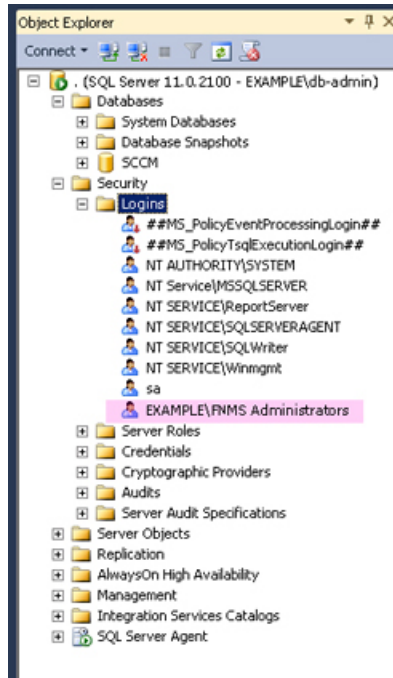 Object Explorer
Connect
. (SQL Server 11.0.2100 - EXAMPLE\db-admin)
Databases
System Databases
Database Snapshots
SCCM
Security
Logins
##MS_PolicyEventProcessingLogin##
##MS_PolicyTsqlExecutionLogin##
NT AUTHORITY\SYSTEM
NT Service\MSSQLSERVER
NT SERVICE\ReportServer
NT SERVICE\SQLSERVERAGENT
NT SERVICE\SQLWriter
NT SERVICE\Winmgmt
sa
EXAMPLE\FNMS Administrators
Server Roles
Credentials
Cryptographic Providers
Audits
Server Audit Specifications
Server Objects
Replication
AlwaysOn High Availability
Management
Integration Services Catalogs
SQL Server Agent